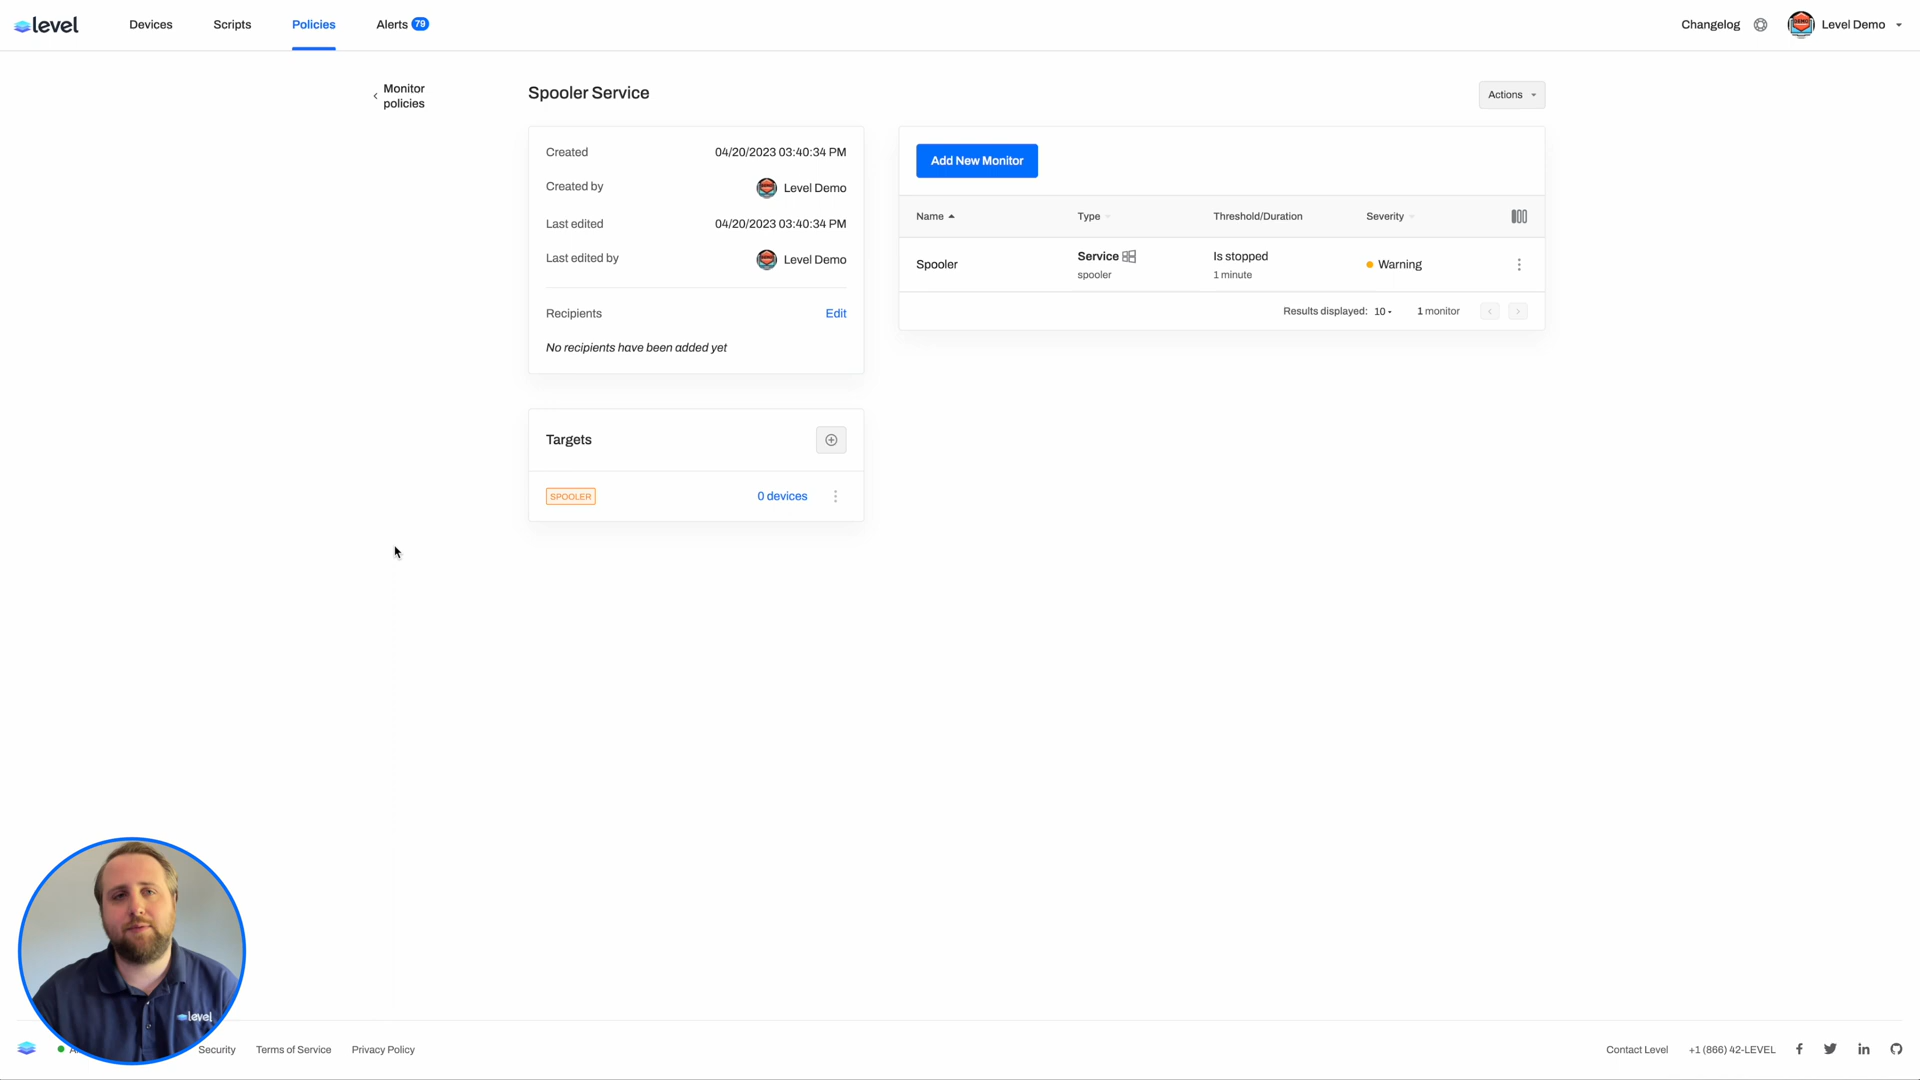 level
Devices
Scripts
Policies
Alerts 79
Changelog
Level Demo
Monitor
policies
Spooler Service
Actions
Created 04/20/2023 03:40:34 PM
Created by Level Demo
Last edited 04/20/2023 03:40:34 PM
Last edited by Level Demo
Recipients Edit
No recipients have been added yet
Targets
SPOOLER 0 devices
Add New Monitor
Name Type Threshold/Duration Severity
Spooler Service Is stopped Warning
spooler 1 minute
Results displayed: 10 1 monitor
level
Security
Terms of Service
Privacy Policy
Contact Level
+1 (866) 42-LEVEL